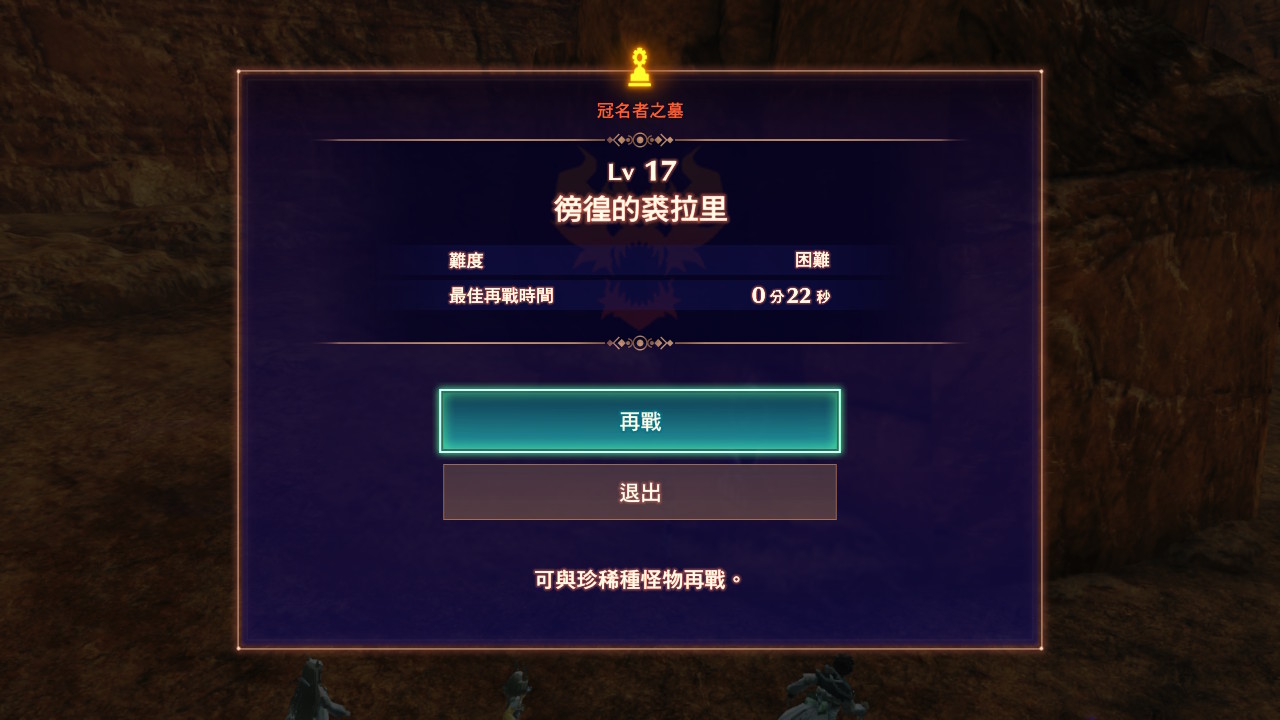 冠名者之墓
Lv 17
徬徨的裘拉里
難度 困難
最佳再戰時間 0分22秒
再戰
退出
可與珍稀種怪物再戰。